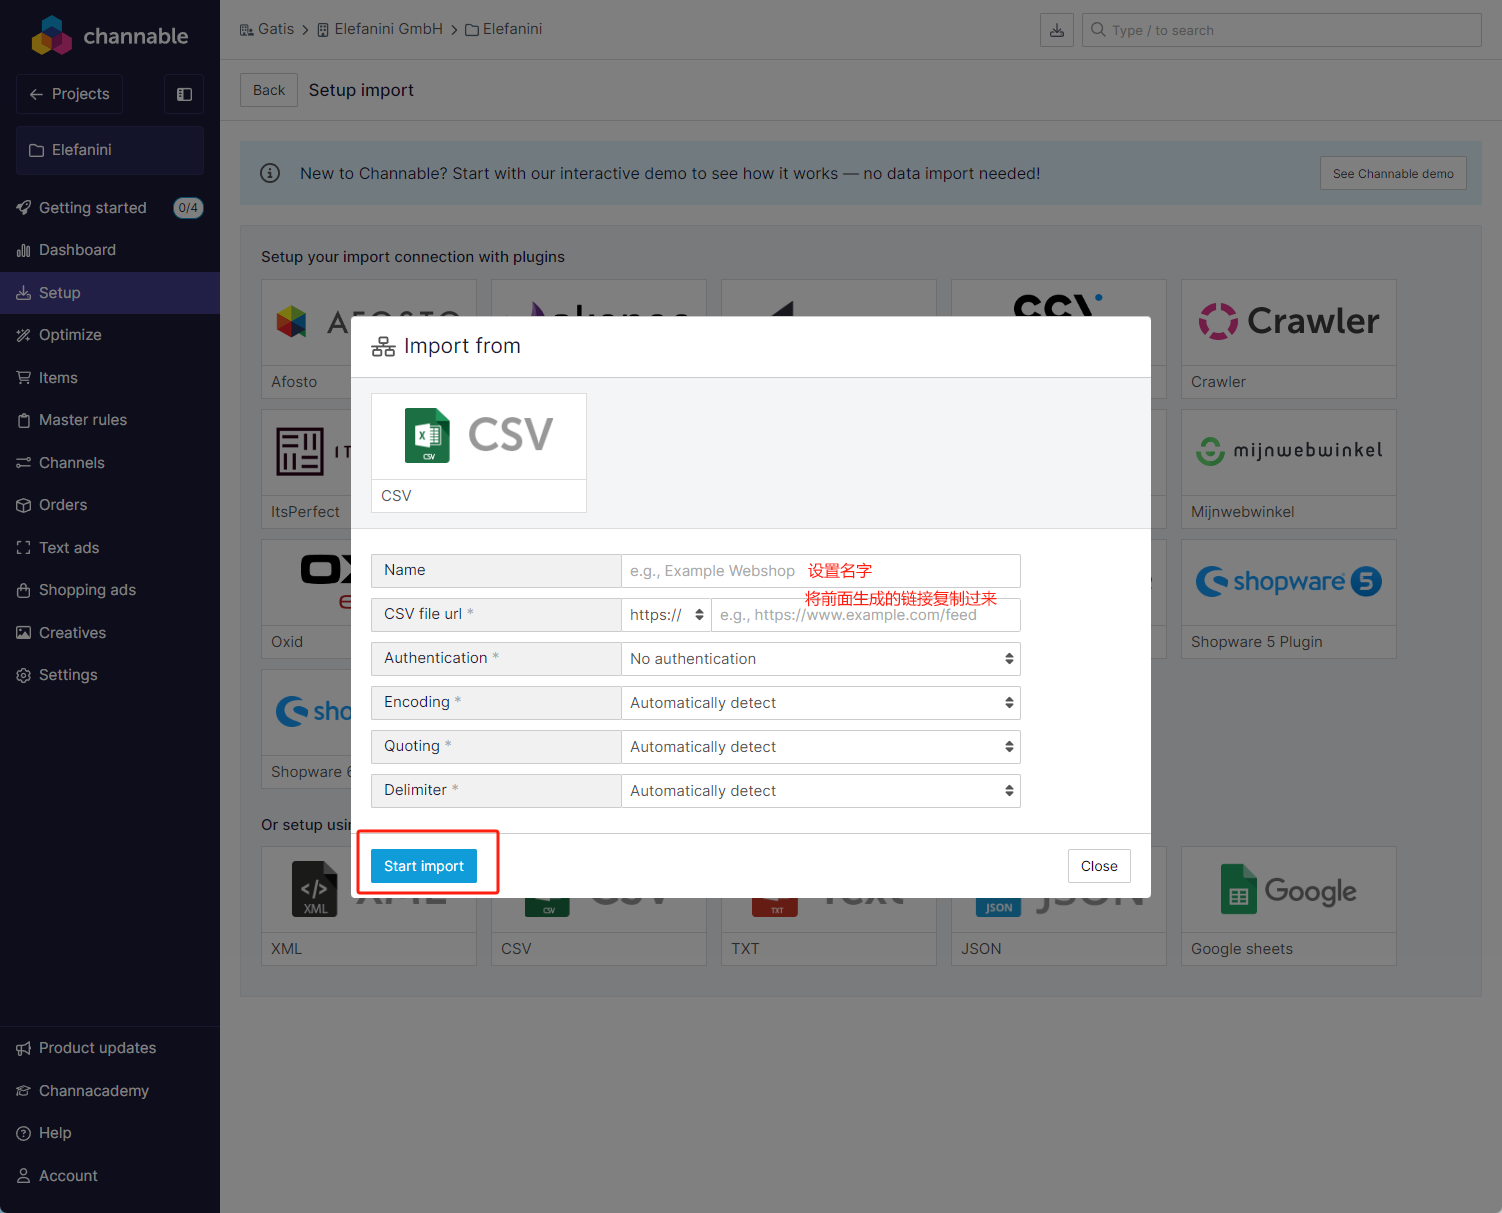 channable
Projects
Elefanini
Getting started 0/4
Dashboard
Setup
Optimize
Items
Master rules
Channels
Orders
Text ads
Shopping ads
Creatives
Settings
Product updates
Channacademy
Help
Account
Gatis > Elefanini GmbH > Elefanini
Type / to search
Back Setup import
New to Channable? Start with our interactive demo to see how it works — no data import needed!
See Channable demo
Setup your import connection with plugins
Crawler
Afosto
Crawler
mijnwebwinkel
ItsPerfect
Mijnwebwinkel
shopware 5
Oxid
Shopware 5 Plugin
Import from
CSV
CSV
CSV
Name
e.g., Example Webshop 设置名字
将前面生成的链接复制过来
CSV file url *
https://
e.g., https://www.example.com/feed
Authentication *
No authentication
Encoding *
Automatically detect
Quoting *
Automatically detect
Delimiter *
Automatically detect
Start import
Close
XML
CSV
TXT
JSON
Google
XML
CSV
TXT
JSON
Google sheets